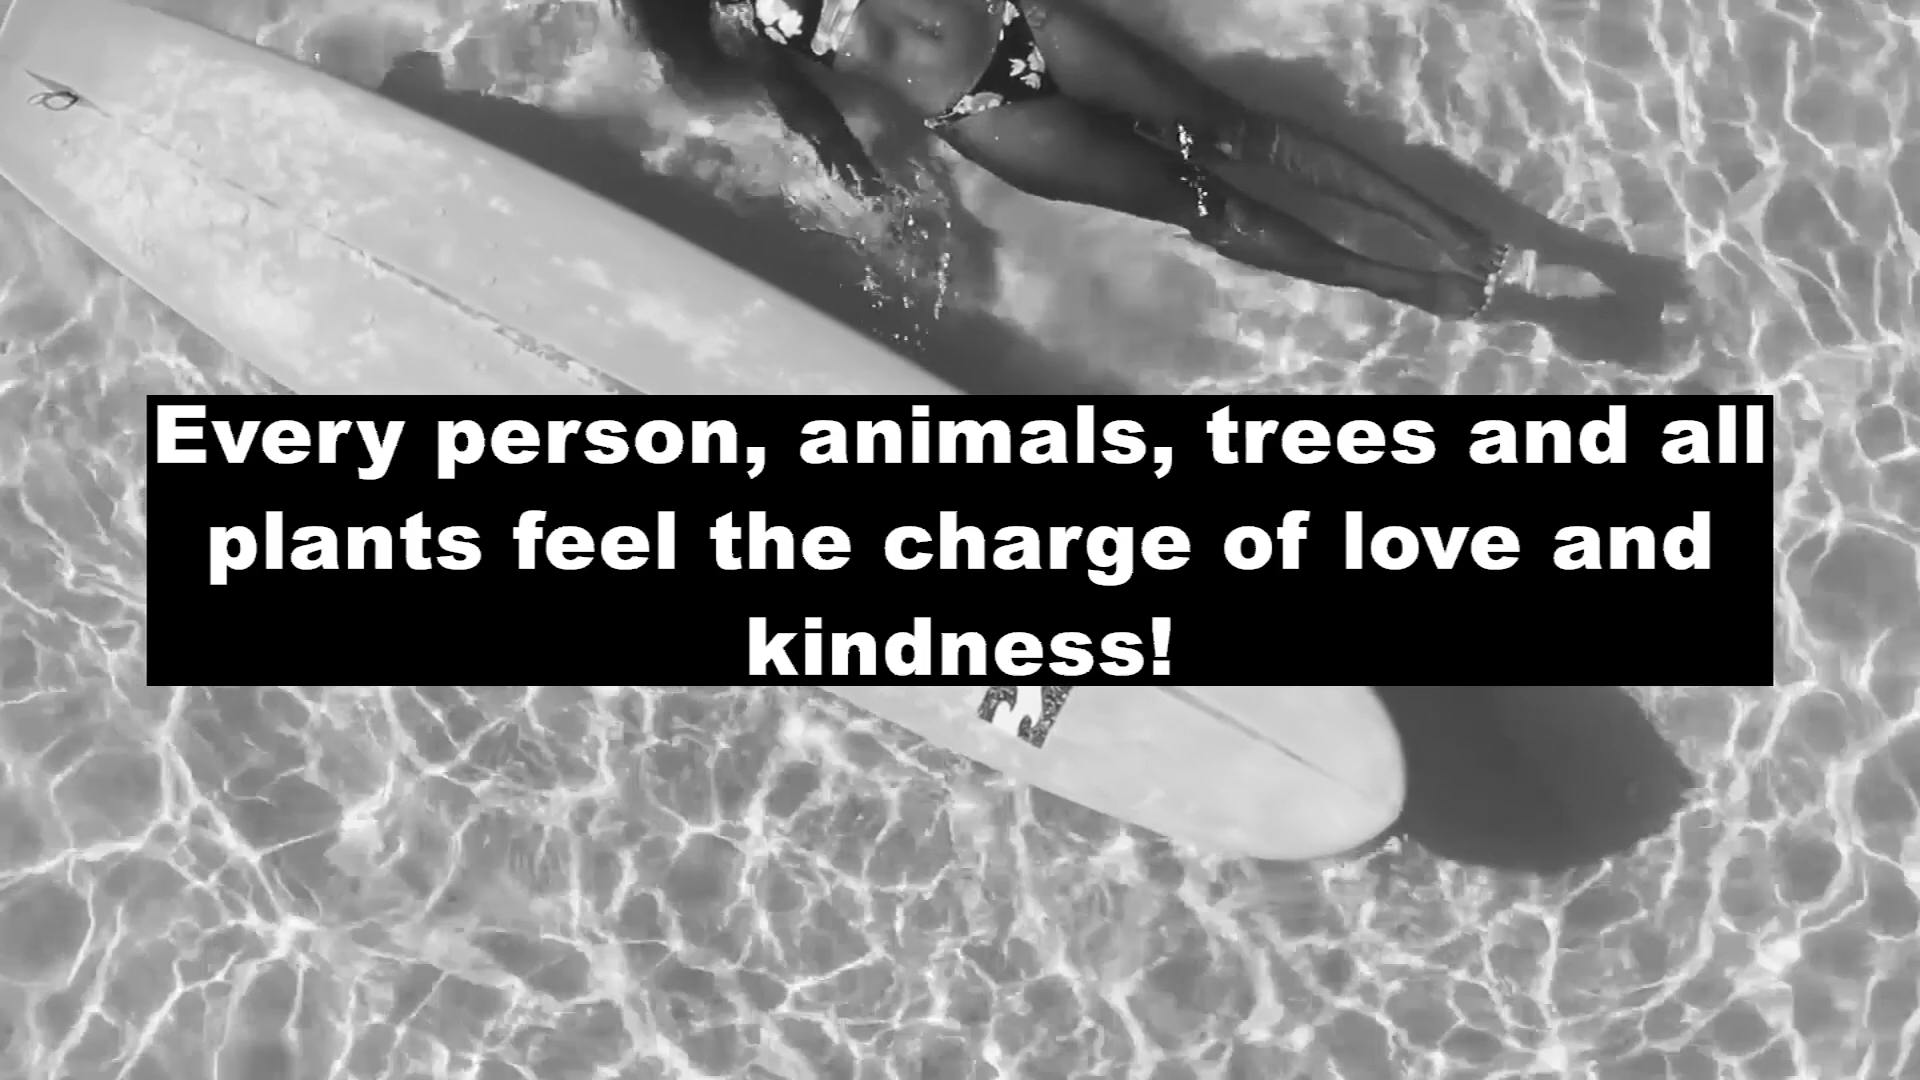 Every person, animals, trees and all
plants feel the charge of love and
kindness!